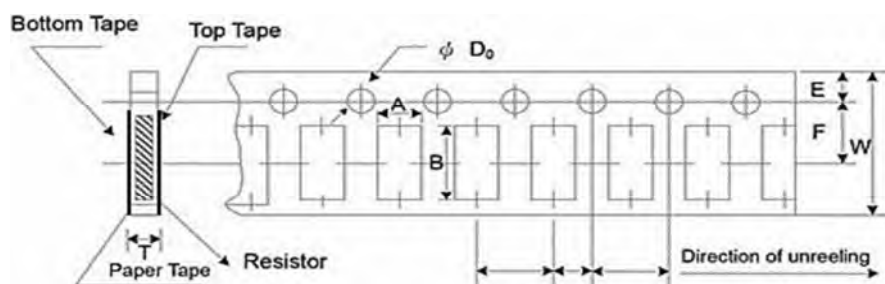 Bottom Tape
Top Tape
ϕ D₀
A
B
E
F
W
T
Paper Tape
Resistor
Direction of unreeling